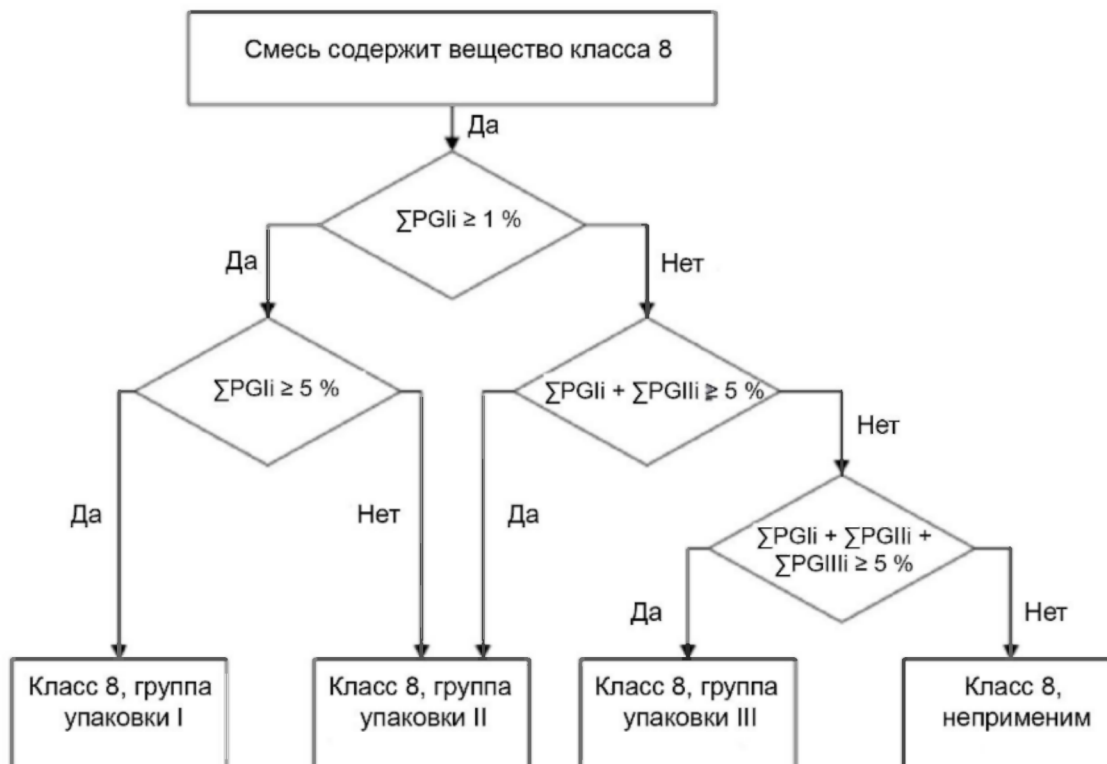 Смесь содержит вещество класса 8
Да
∑PGIi ≥ 1 %
Да
Нет
∑PGIi ≥ 5 %
∑PGIi + ∑PGIIi ≥ 5 %
Нет
Да
Нет
Да
∑PGIi + ∑PGIIi +
∑PGIIIi ≥ 5 %
Да
Нет
Класс 8, группа
упаковки I
Класс 8, группа
упаковки II
Класс 8, группа
упаковки III
Класс 8,
неприменим